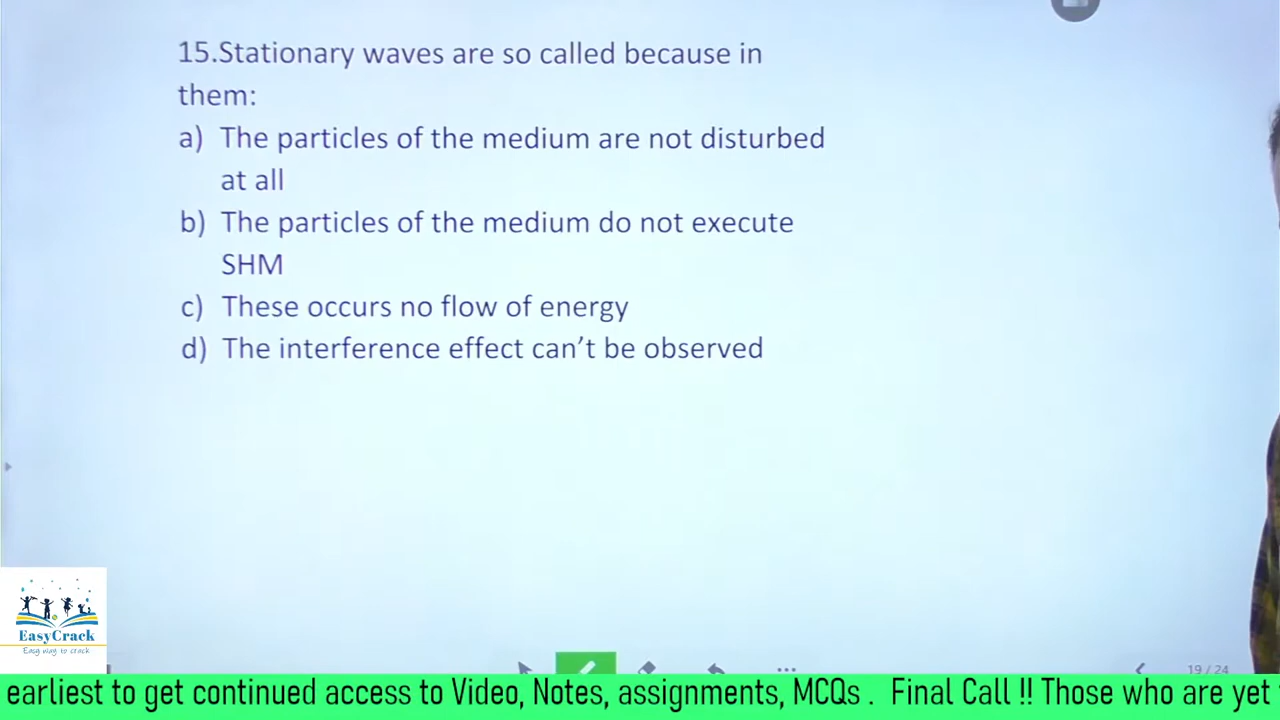 15.Stationary waves are so called because in
them:
a) The particles of the medium are not disturbed
at all
b) The particles of the medium do not execute
SHM
c) These occurs no flow of energy
d) The interference effect can’t be observed
EasyCrack
Easy way to crack
19 / 24
earliest to get continued access to Video, Notes, assignments, MCQs . Final Call !! Those who are yet